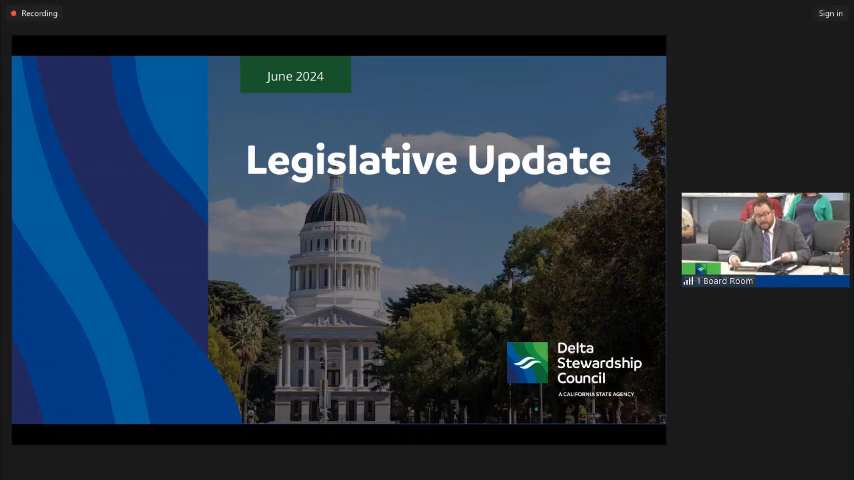 Recording
Sign in
June 2024
Legislative Update
Delta
Stewardship
Council
A CALIFORNIA STATE AGENCY
1 Board Room